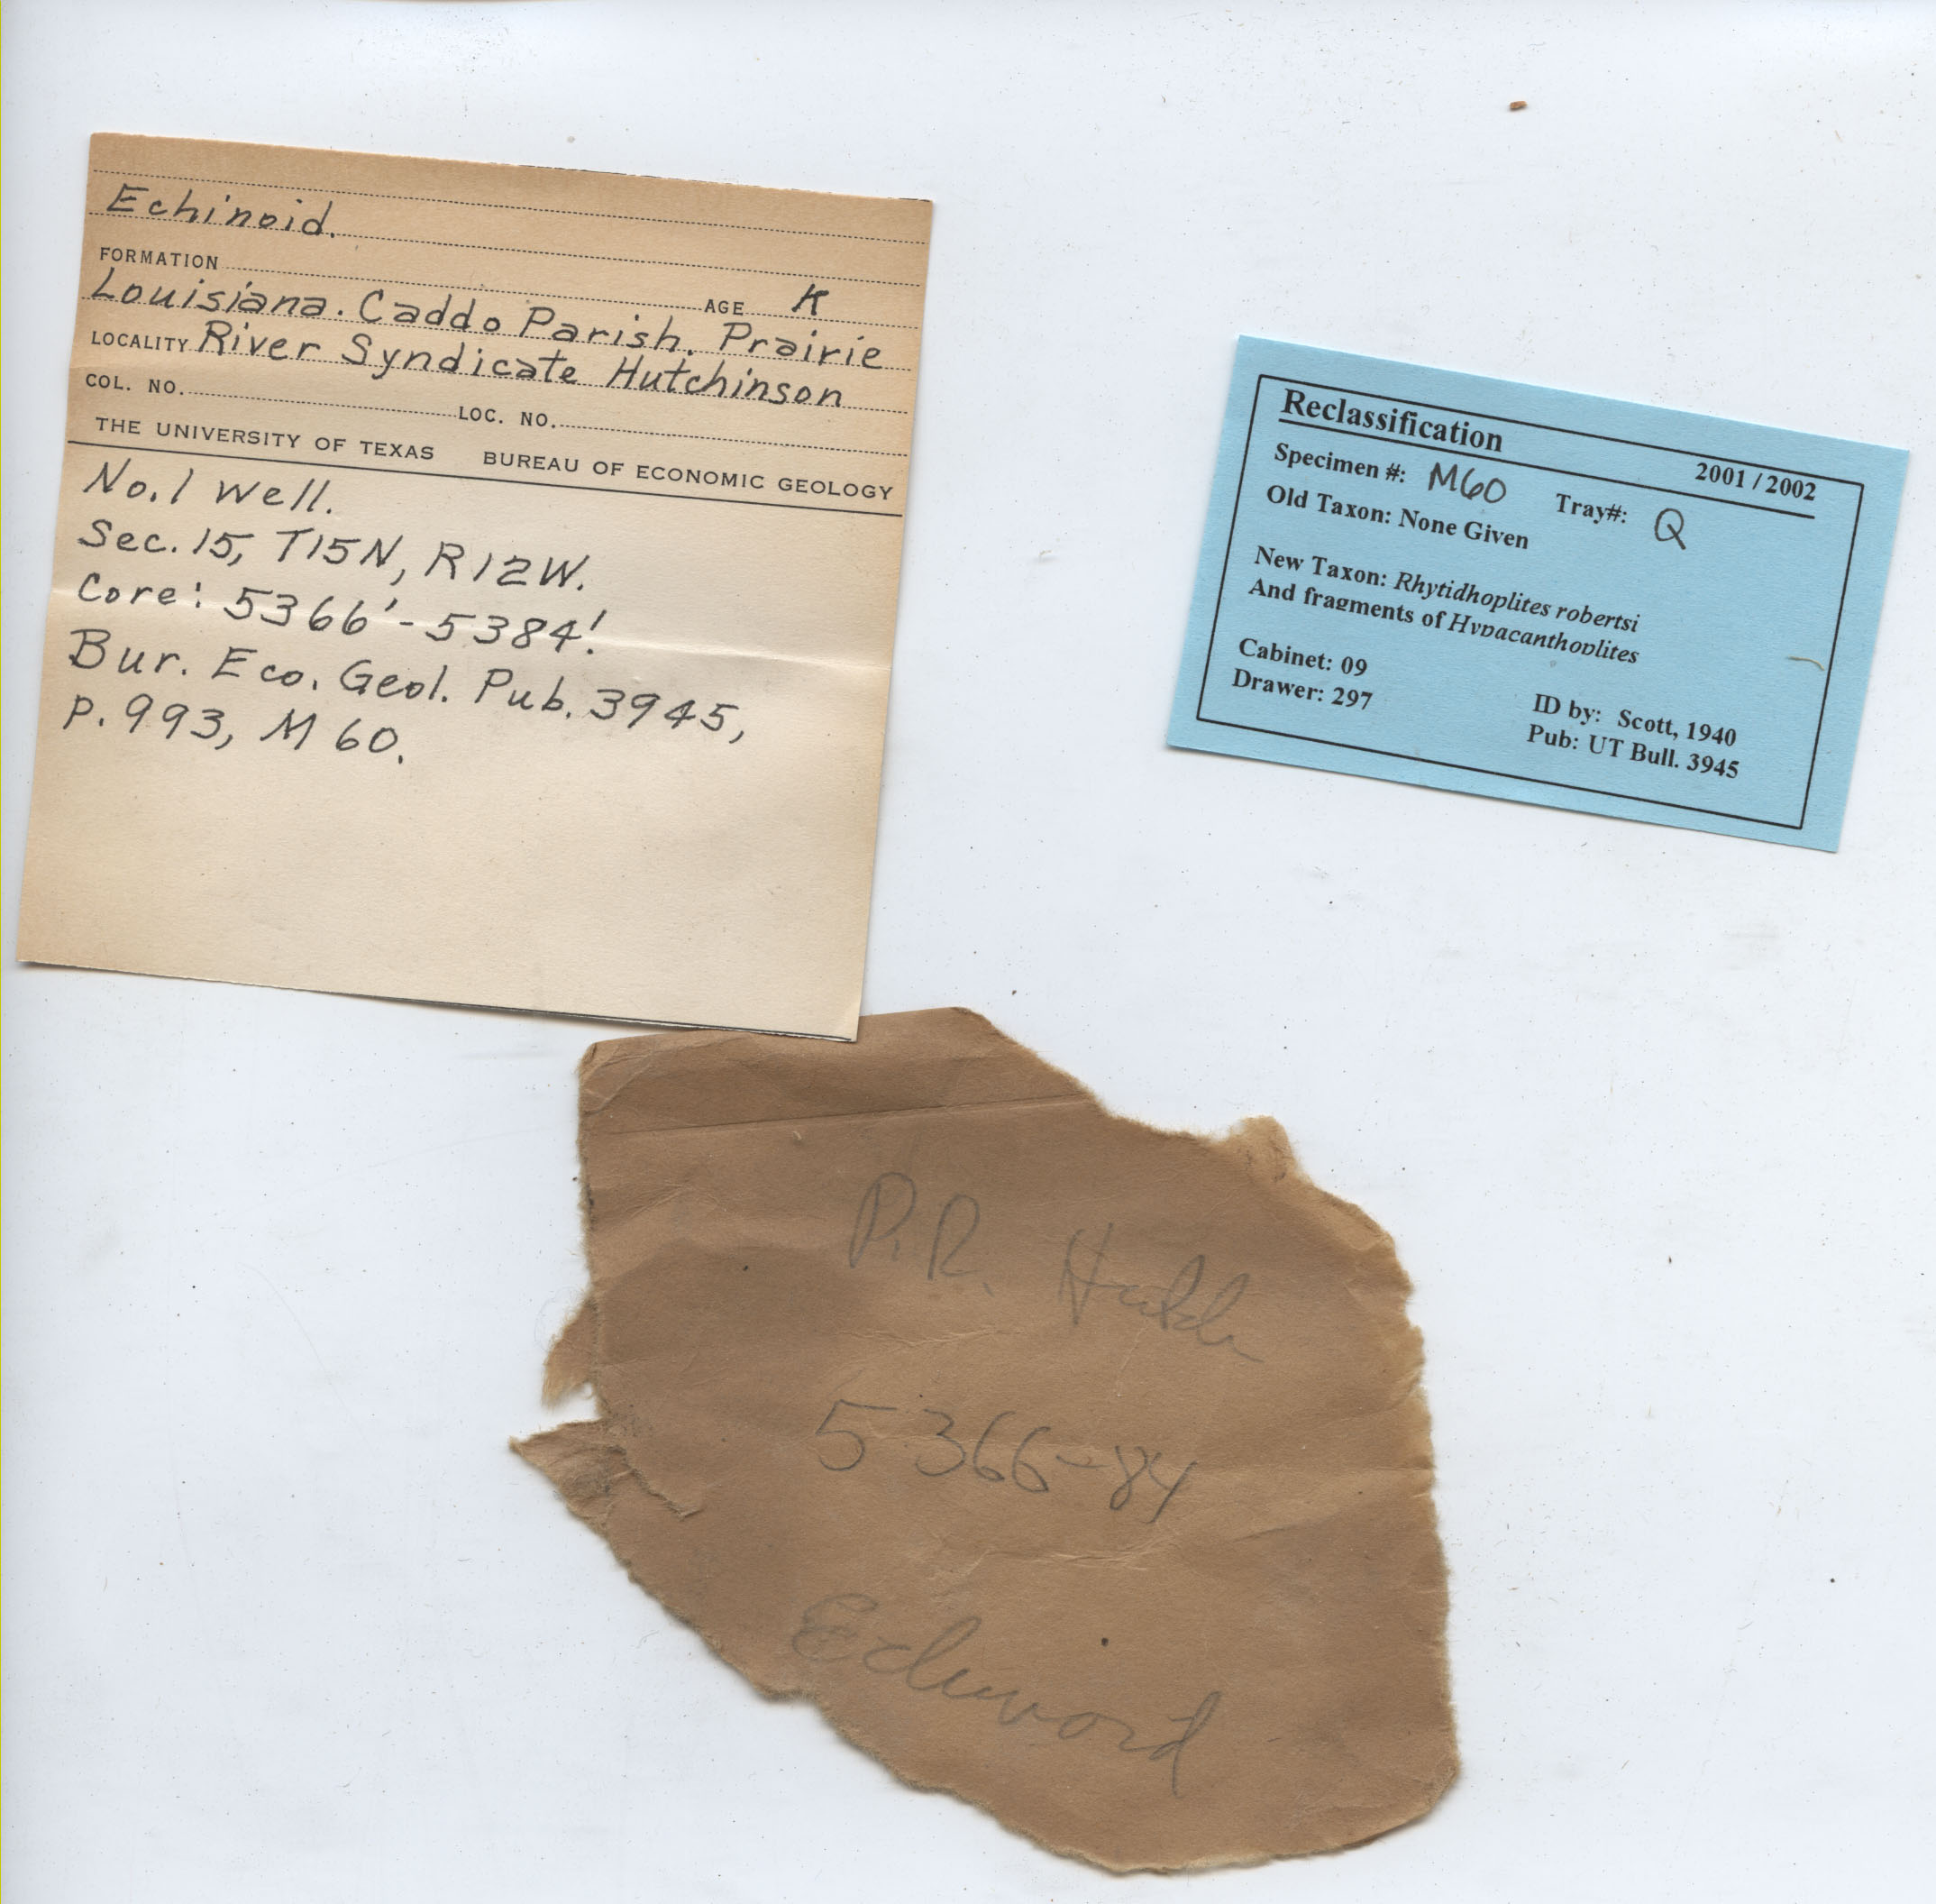 Echinoid.
FORMATION AGE K
Louisiana. Caddo Parish. Prairie
LOCALITY River Syndicate Hutchinson
COL. NO. LOC. NO.
THE UNIVERSITY OF TEXAS BUREAU OF ECONOMIC GEOLOGY
No. 1 well.
Sec. 15, T15N, R12W.
Core: 5366'-5384'.
Bur. Eco. Geol. Pub. 3945,
p. 993, M 60.
Reclassification
2001 / 2002
Specimen #: M60 Tray#: Q
Old Taxon: None Given
New Taxon: Rhytidhoplites robertsi
And fragments of Hypacanthoplites
Cabinet: 09
Drawer: 297
ID by: Scott, 1940
Pub: UT Bull. 3945
P.R.
5366-84
Echinoid